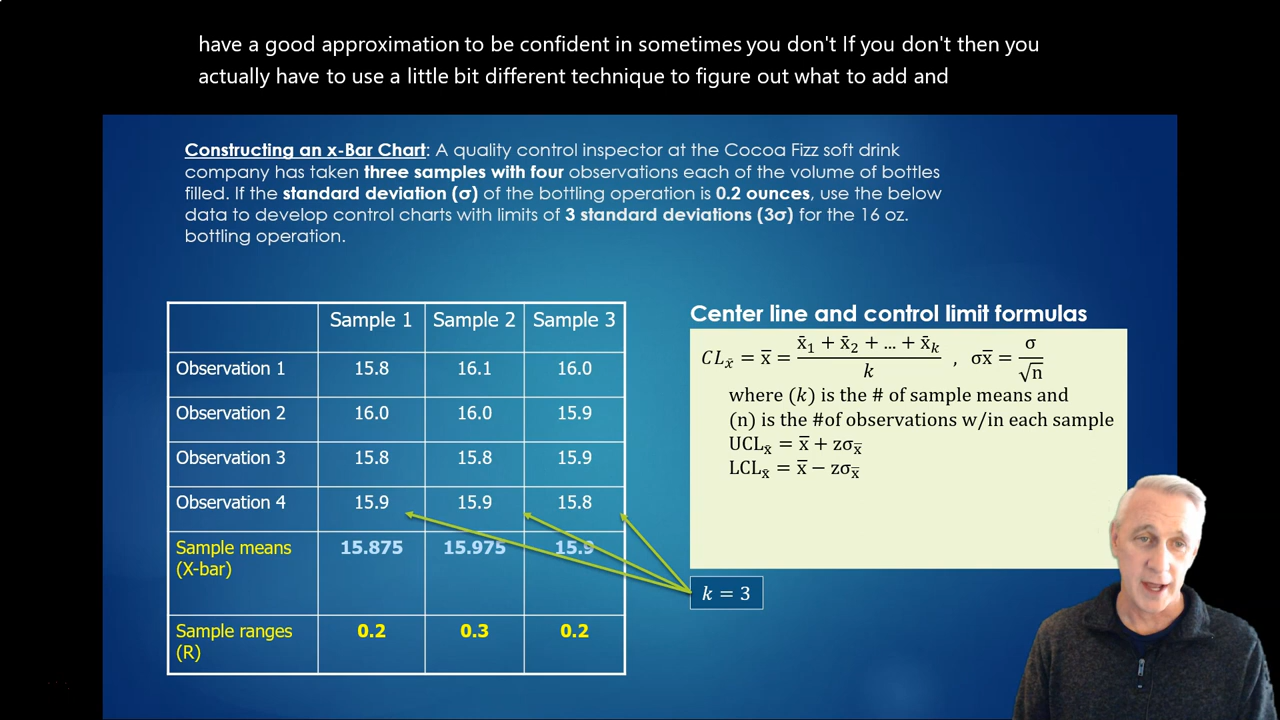 have a good approximation to be confident in sometimes you don't If you don't then you
actually have to use a little bit different technique to figure out what to add and
Constructing an x-Bar Chart: A quality control inspector at the Cocoa Fizz soft drink
company has taken three samples with four observations each of the volume of bottles
filled. If the standard deviation (σ) of the bottling operation is 0.2 ounces, use the below
data to develop control charts with limits of 3 standard deviations (3σ) for the 16 oz.
bottling operation.
Sample 1 Sample 2 Sample 3
Observation 1 15.8 16.1 16.0
Observation 2 16.0 16.0 15.9
Observation 3 15.8 15.8 15.9
Observation 4 15.9 15.9 15.8
Sample means 15.875 15.975 15.9
(X-bar)
Sample ranges 0.2 0.3 0.2
(R)
Center line and control limit formulas
CL_x̄ = x̿ = (x̄₁ + x̄₂ + ... + x̄ₖ) / k , σx̄ = σ / √n
where (k) is the # of sample means and
(n) is the #of observations w/in each sample
UCL_x̄ = x̿ + zσ_x̄
LCL_x̄ = x̿ − zσ_x̄
k = 3